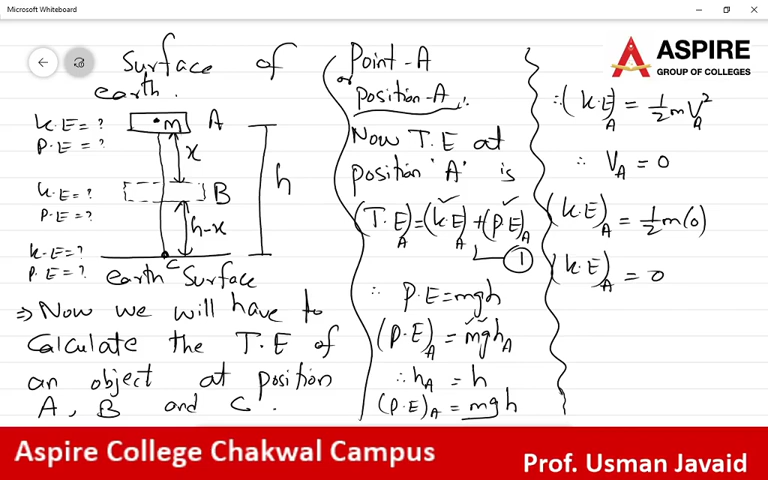 Microsoft Whiteboard
Surface of
earth.
K.E = ?
P.E = ?
m
A
x
K.E = ?
P.E = ?
B
h
h-x
K.E = ?
P.E = ?
C
earth Surface
⇒ Now we will have to
Calculate the T.E of
an object at position
A, B and C.
Point-A
or
Position-A
Now T.E at
position 'A' is
(T.E)A = (K.E)A + (P.E)A
1
∴ P.E = mgh
(P.E)A = mghA
∴ hA = h
(P.E)A = mgh
∵ (K.E)A = 1/2 mVA²
∴ VA = 0
(K.E)A = 1/2 m(0)
(K.E)A = 0
ASPIRE
GROUP OF COLLEGES
Aspire College Chakwal Campus
Prof. Usman Javaid